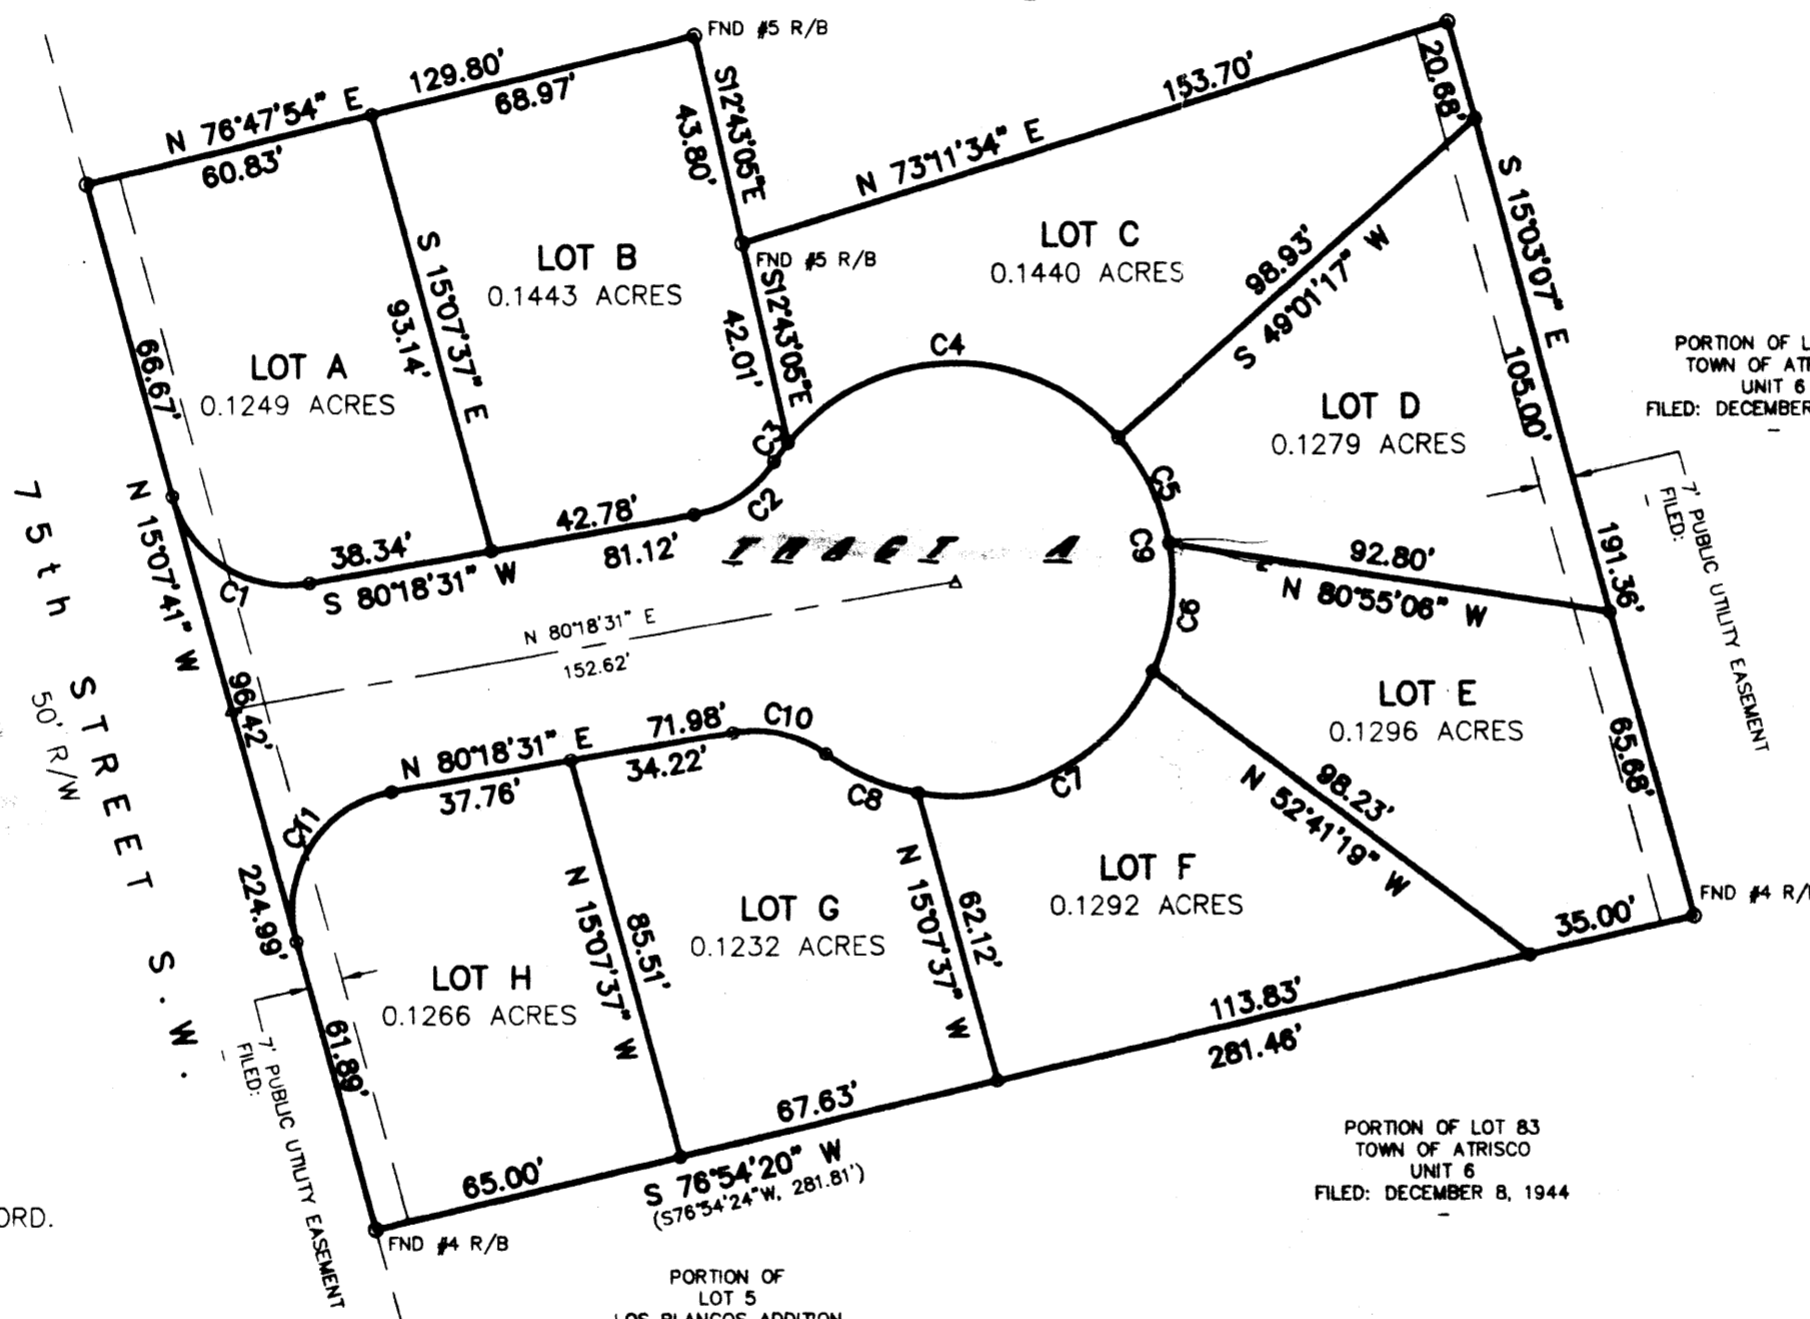 FND #5 R/B
129.80'
N 76°47'54" E
68.97'
60.83'
S12°43'05"E
43.80'
153.70'
N 73°11'34" E
20.68'
FND #5 R/B
LOT B
0.1443 ACRES
S 15°07'37" E
93.14'
S12°43'05"E
42.01'
LOT C
0.1440 ACRES
98.93'
S 49°01'17" W
S 15°03'07" E
105.00'
191.36'
65.68'
PORTION OF L
TOWN OF AT
UNIT 6
FILED: DECEMBER
LOT A
0.1249 ACRES
66.67'
C4
C3
C2
LOT D
0.1279 ACRES
C5
C9
7' PUBLIC UTILITY EASEMENT
FILED:
75th STREET S.W.
50' R/W
N 15°07'41" W
96.42'
224.99'
C1
38.34'
S 80°18'31" W
42.78'
81.12'
TRACT A
N 80°18'31" E
152.62'
92.80'
N 80°55'06" W
C6
LOT E
0.1296 ACRES
98.23'
N 52°41'19" W
71.98'
C10
N 80°18'31" E
34.22'
37.76'
C8
C7
C11
LOT F
0.1292 ACRES
N 15°07'37" W
62.12'
LOT G
0.1232 ACRES
N 15°07'37" W
85.51'
LOT H
0.1266 ACRES
61.89'
7' PUBLIC UTILITY EASEMENT
FILED:
FND #4 R/
35.00'
113.83'
281.46'
67.63'
65.00'
S 76°54'20" W
(S76°54'24"W, 281.81')
FND #4 R/B
PORTION OF LOT 83
TOWN OF ATRISCO
UNIT 6
FILED: DECEMBER 8, 1944
ORD.
PORTION OF
LOT 5
LOS BLANCOS ADDITION